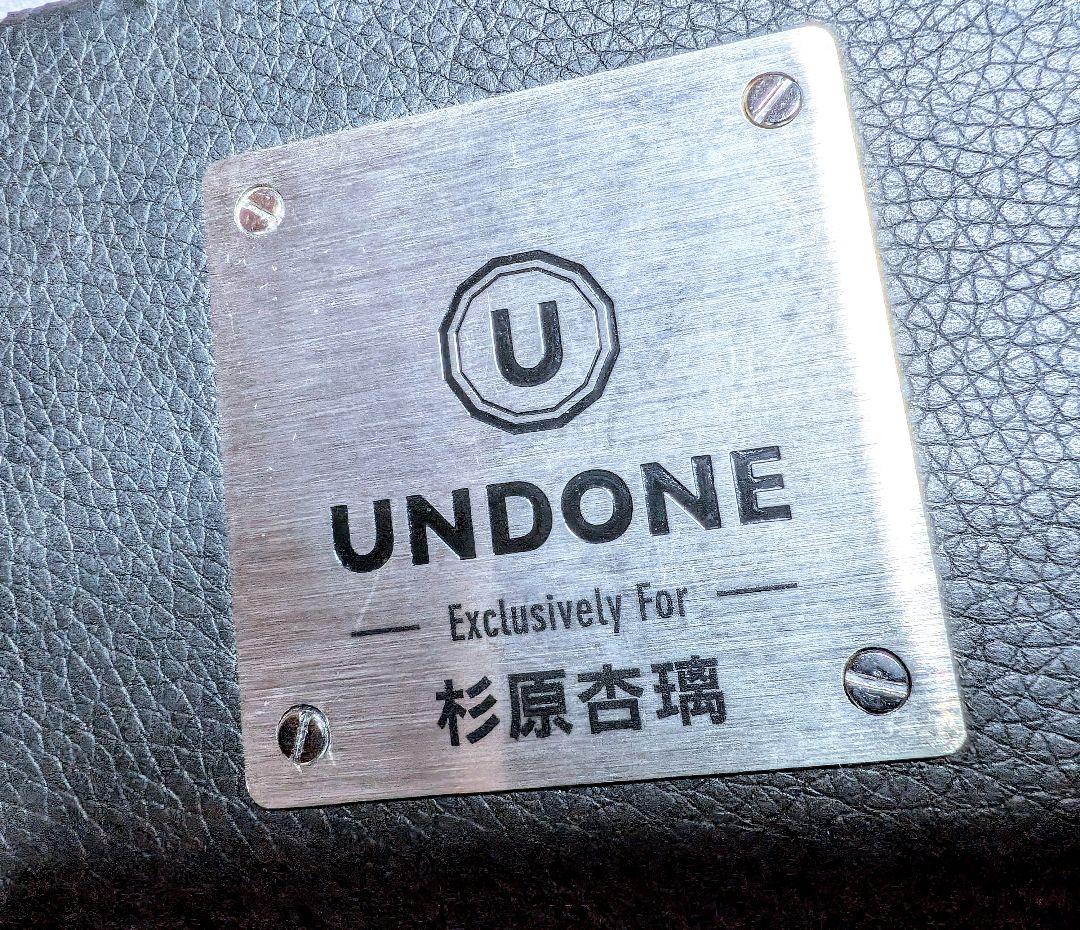 U
UNDONE
Exclusively For
杉原杏璃